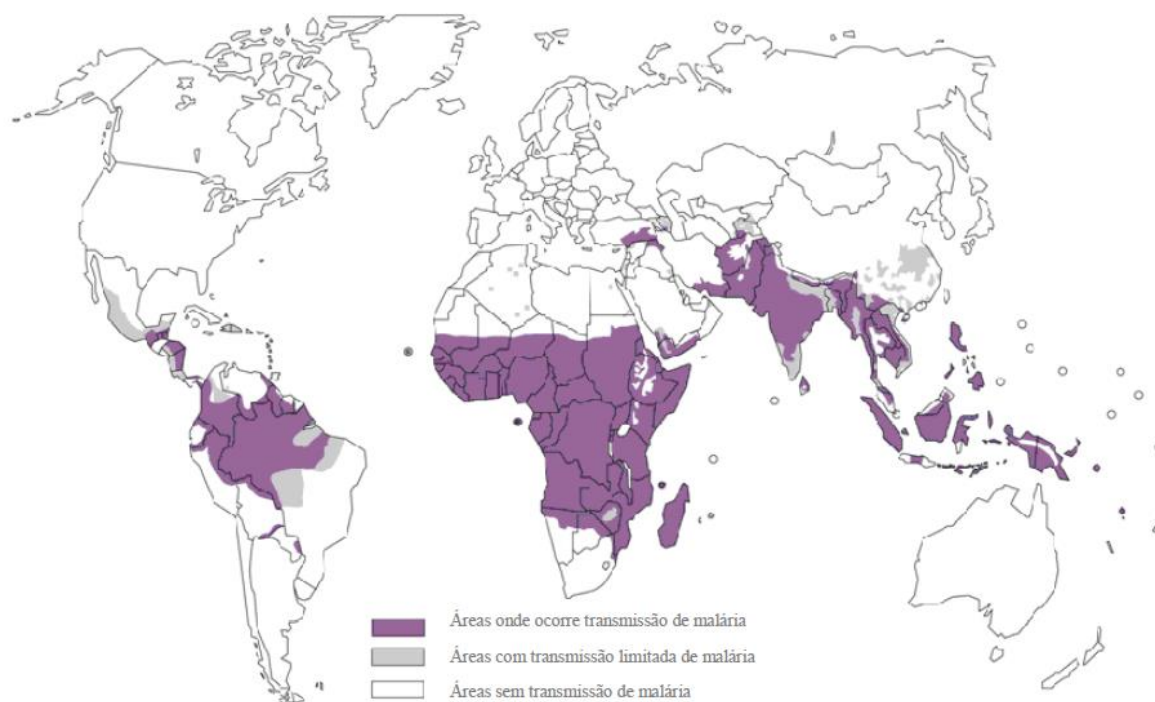 Áreas onde ocorre transmissão de malária
Áreas com transmissão limitada de malária
Áreas sem transmissão de malária